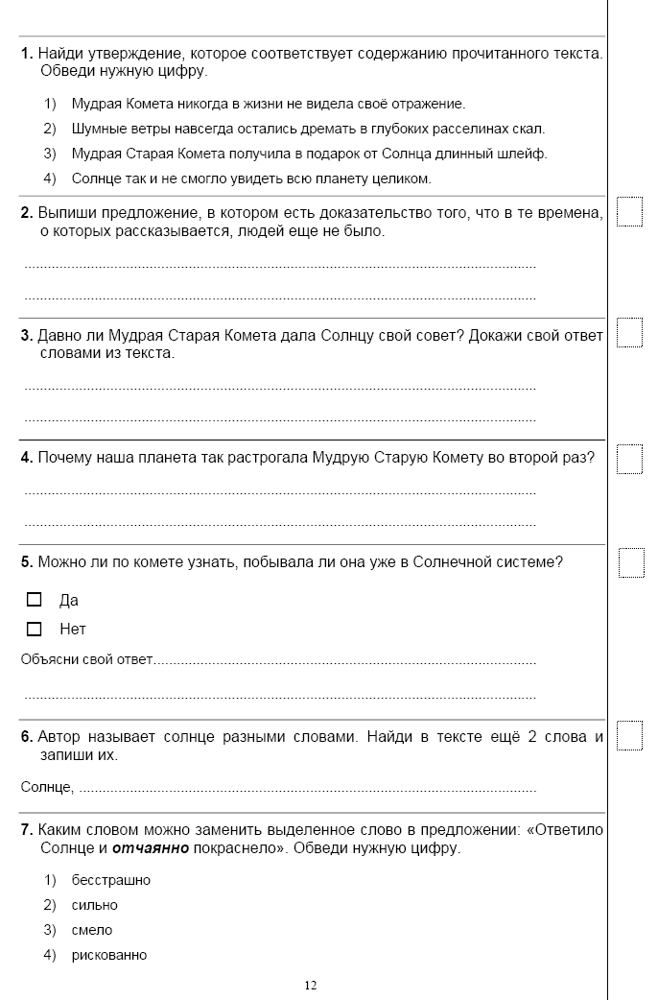 1. Найди утверждение, которое соответствует содержанию прочитанного текста.
Обведи нужную цифру.
1) Мудрая Комета никогда в жизни не видела своё отражение.
2) Шумные ветры навсегда остались дремать в глубоких расселинах скал.
3) Мудрая Старая Комета получила в подарок от Солнца длинный шлейф.
4) Солнце так и не смогло увидеть всю планету целиком.
2. Выпиши предложение, в котором есть доказательство того, что в те времена,
о которых рассказывается, людей еще не было.
3. Давно ли Мудрая Старая Комета дала Солнцу свой совет? Докажи свой ответ
словами из текста.
4. Почему наша планета так растрогала Мудрую Старую Комету во второй раз?
5. Можно ли по комете узнать, побывала ли она уже в Солнечной системе?
Да
Нет
Объясни свой ответ
6. Автор называет солнце разными словами. Найди в тексте ещё 2 слова и
запиши их.
Солнце,
7. Каким словом можно заменить выделенное слово в предложении: «Ответило
Солнце и отчаянно покраснело». Обведи нужную цифру.
1) бесстрашно
2) сильно
3) смело
4) рискованно
12